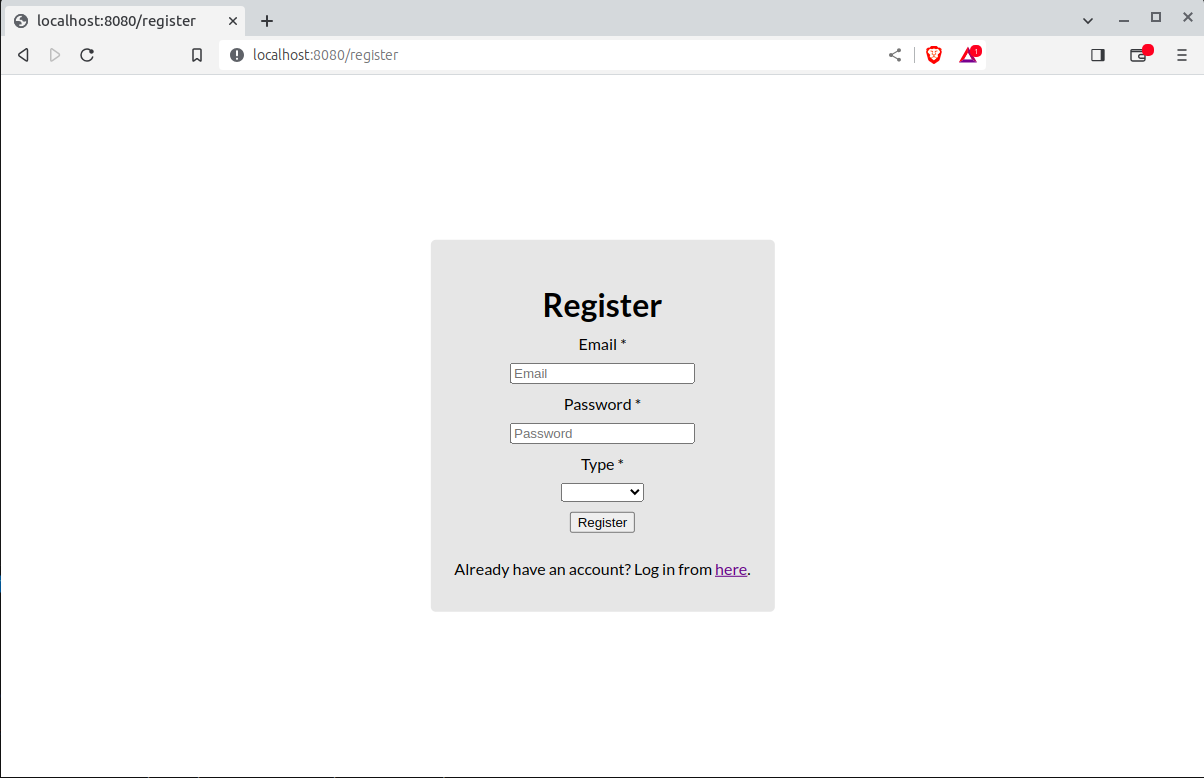 localhost:8080/register
localhost:8080/register
1
Register
Email *
Email
Password *
Password
Type *
Register
Already have an account? Log in from here.